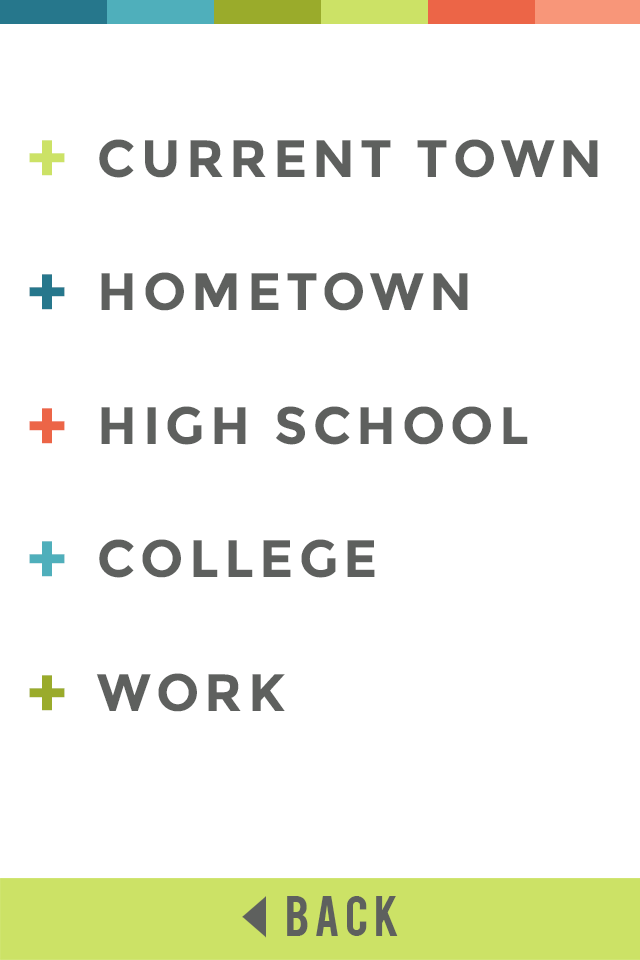 + CURRENT TOWN
+ HOMETOWN
+ HIGH SCHOOL
+ COLLEGE
+ WORK
BACK